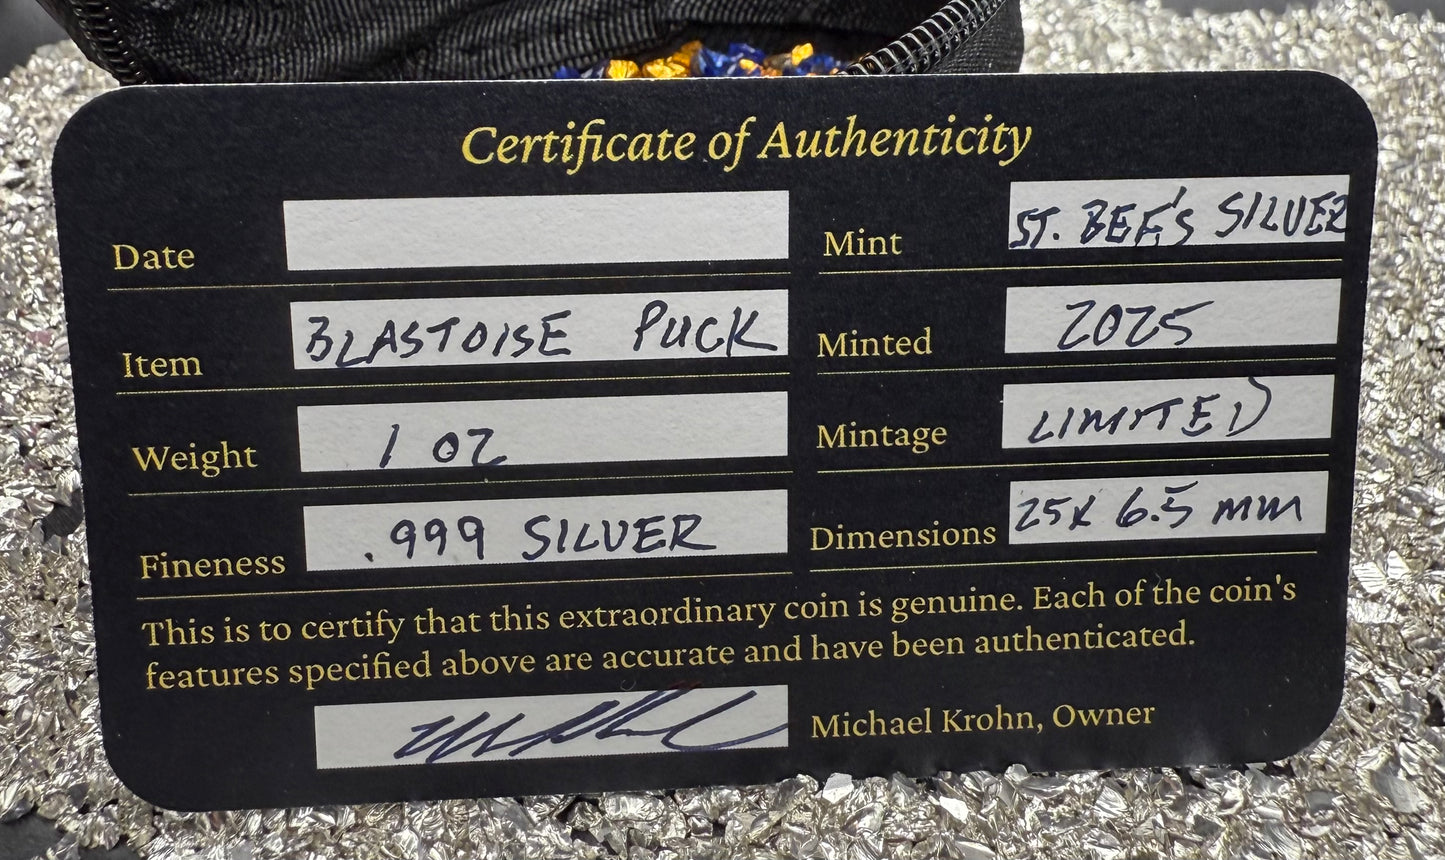 Certificate of Authenticity
Date
Mint ST. BEE'S SILVER
Item BLASTOISE PUCK
Minted 2025
Weight 1 OZ
Mintage LIMITED
Fineness .999 SILVER
Dimensions 25x 6.5 mm
This is to certify that this extraordinary coin is genuine. Each of the coin's
features specified above are accurate and have been authenticated.
Michael Krohn, Owner